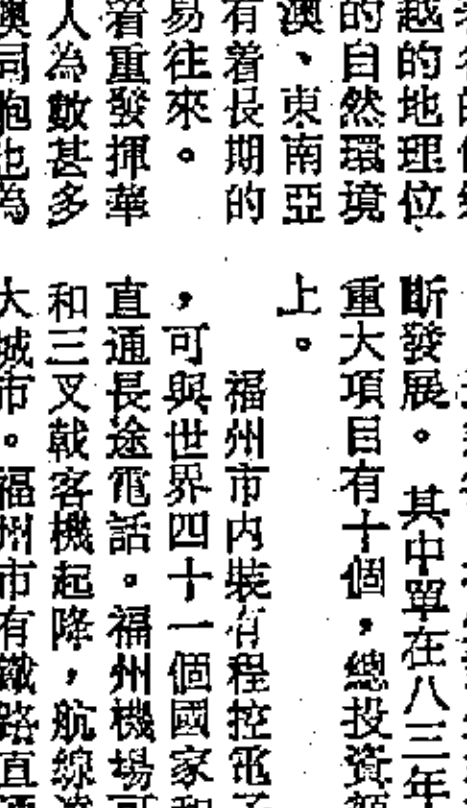 越的地理位
的自然環境
澳、東南亞
有着長期的
易往來。
着重發揮華
人為數甚多
澳同胞也為
斷發展。其中單在八三年
重大項目有十個，總投資額
上。
福州市內裝有程控電子
，可與世界四十一個國家和
直通長途電話。福州機場可
和三叉戟客機起降，航線
大城市。福州市有鐵路直通